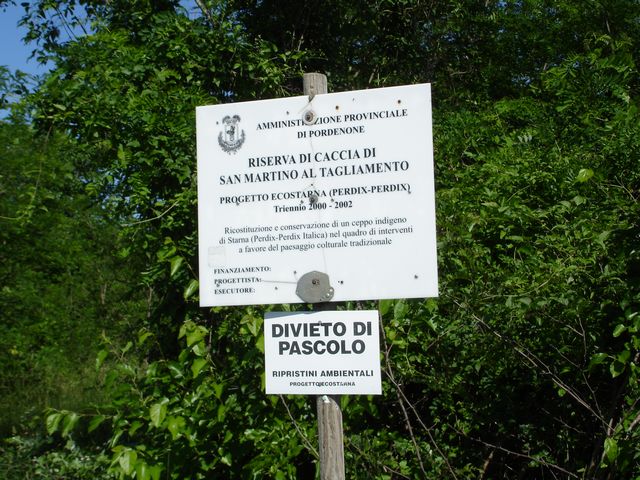 AMMINISTRAZIONE PROVINCIALE
DI PORDENONE
RISERVA DI CACCIA DI
SAN MARTINO AL TAGLIAMENTO
PROGETTO ECOSTARNA (PERDIX-PERDIX)
Triennio 2000 - 2002
Ricostituzione e conservazione di un ceppo indigeno
di Starna (Perdix-Perdix Italica) nel quadro di interventi
a favore del paesaggio colturale tradizionale
FINANZIAMENTO:
PROGETTISTA:
ESECUTORE:
DIVIETO DI
PASCOLO
RIPRISTINI AMBIENTALI
PROGETTO ECOSTARNA